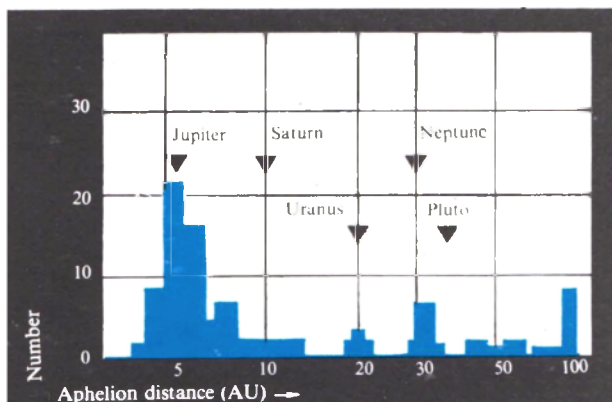 30
Jupiter Saturn Neptune
20
Uranus Pluto
10
Number
0
5 10 20 30 50 100
Aphelion distance (AU) →